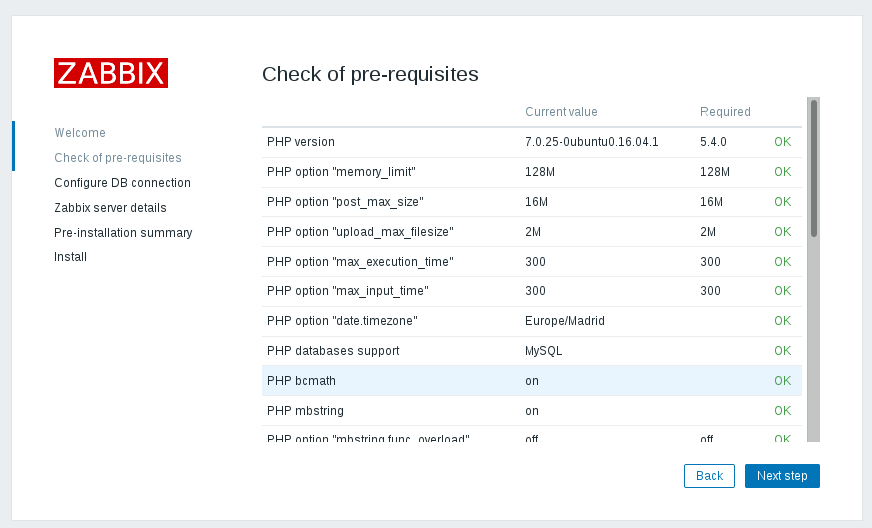 ZABBIX
Welcome
Check of pre-requisites
Configure DB connection
Zabbix server details
Pre-installation summary
Install
Check of pre-requisites
Current value Required
PHP version 7.0.25-0ubuntu0.16.04.1 5.4.0 OK
PHP option "memory_limit" 128M 128M OK
PHP option "post_max_size" 16M 16M OK
PHP option "upload_max_filesize" 2M 2M OK
PHP option "max_execution_time" 300 300 OK
PHP option "max_input_time" 300 300 OK
PHP option "date.timezone" Europe/Madrid OK
PHP databases support MySQL OK
PHP bcmath on OK
PHP mbstring on OK
PHP option "mbstring.func_overload" off off OK
Back Next step